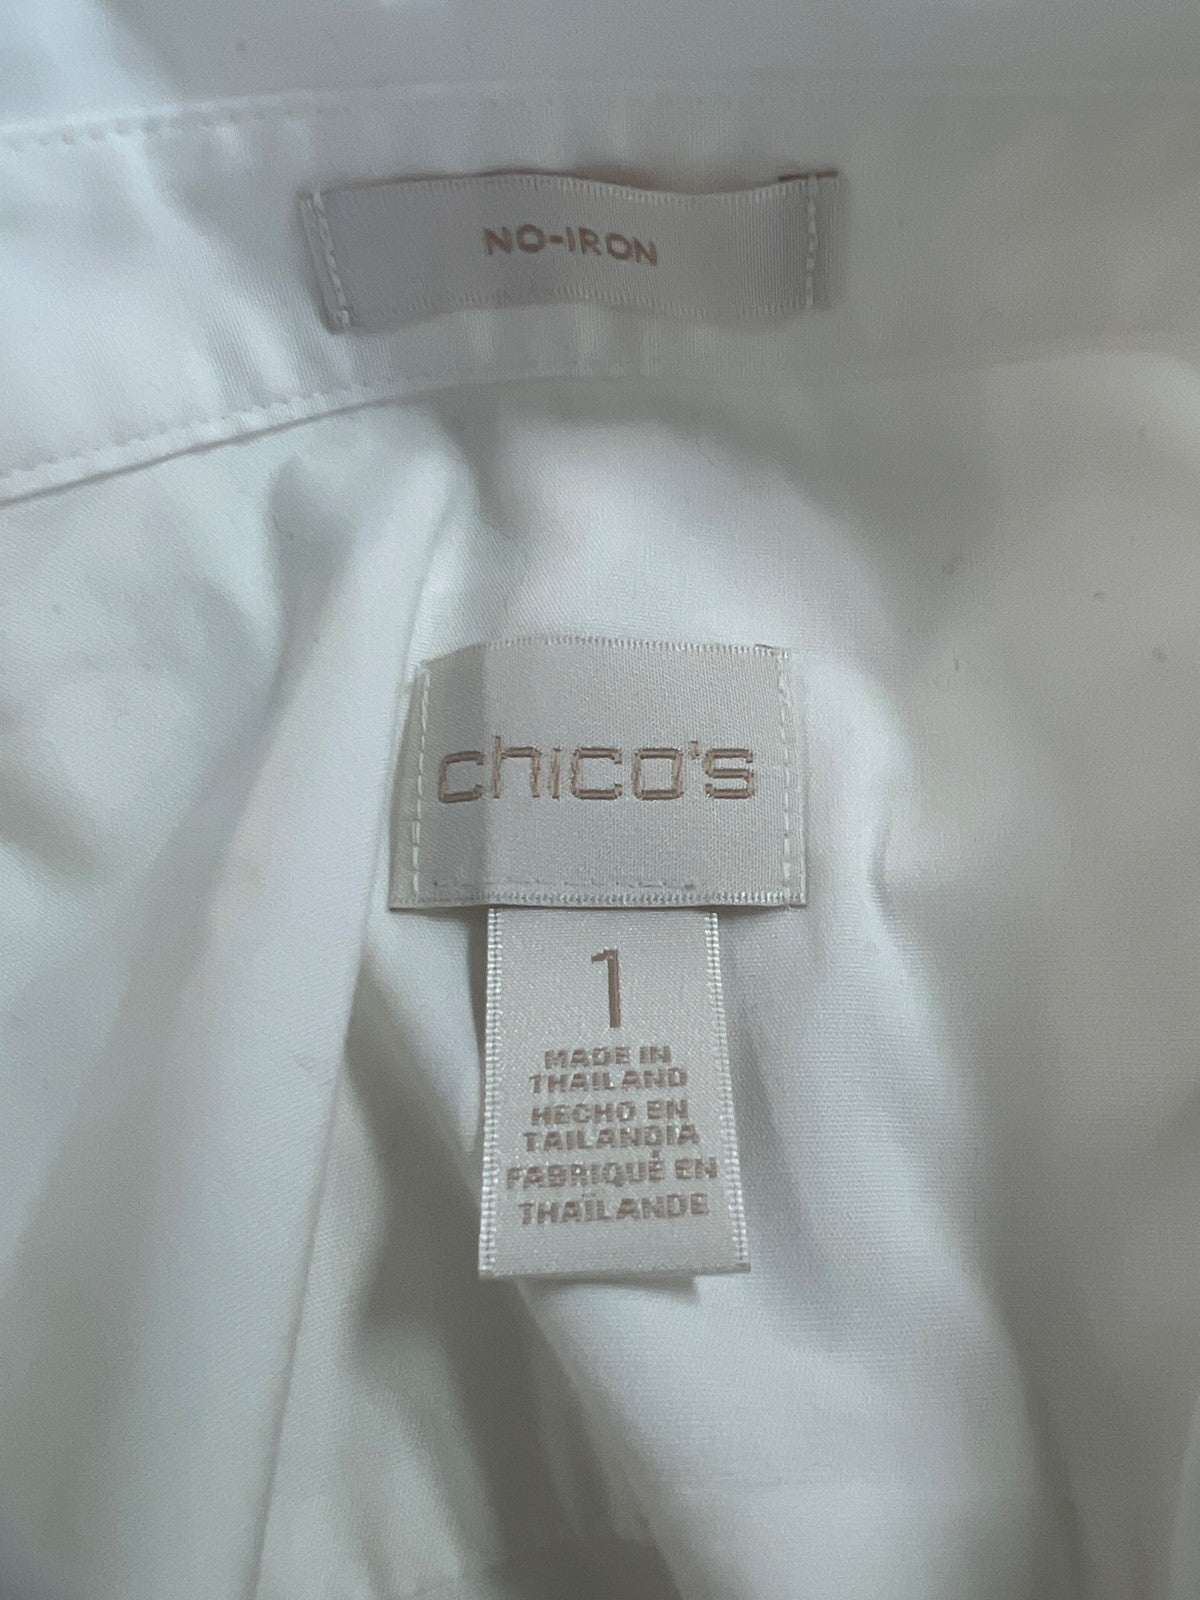 NO-IRON
chico's
1
MADE IN
THAILAND
HECHO EN
TAILANDIA
FABRIQUÉ EN
THAÏLANDE